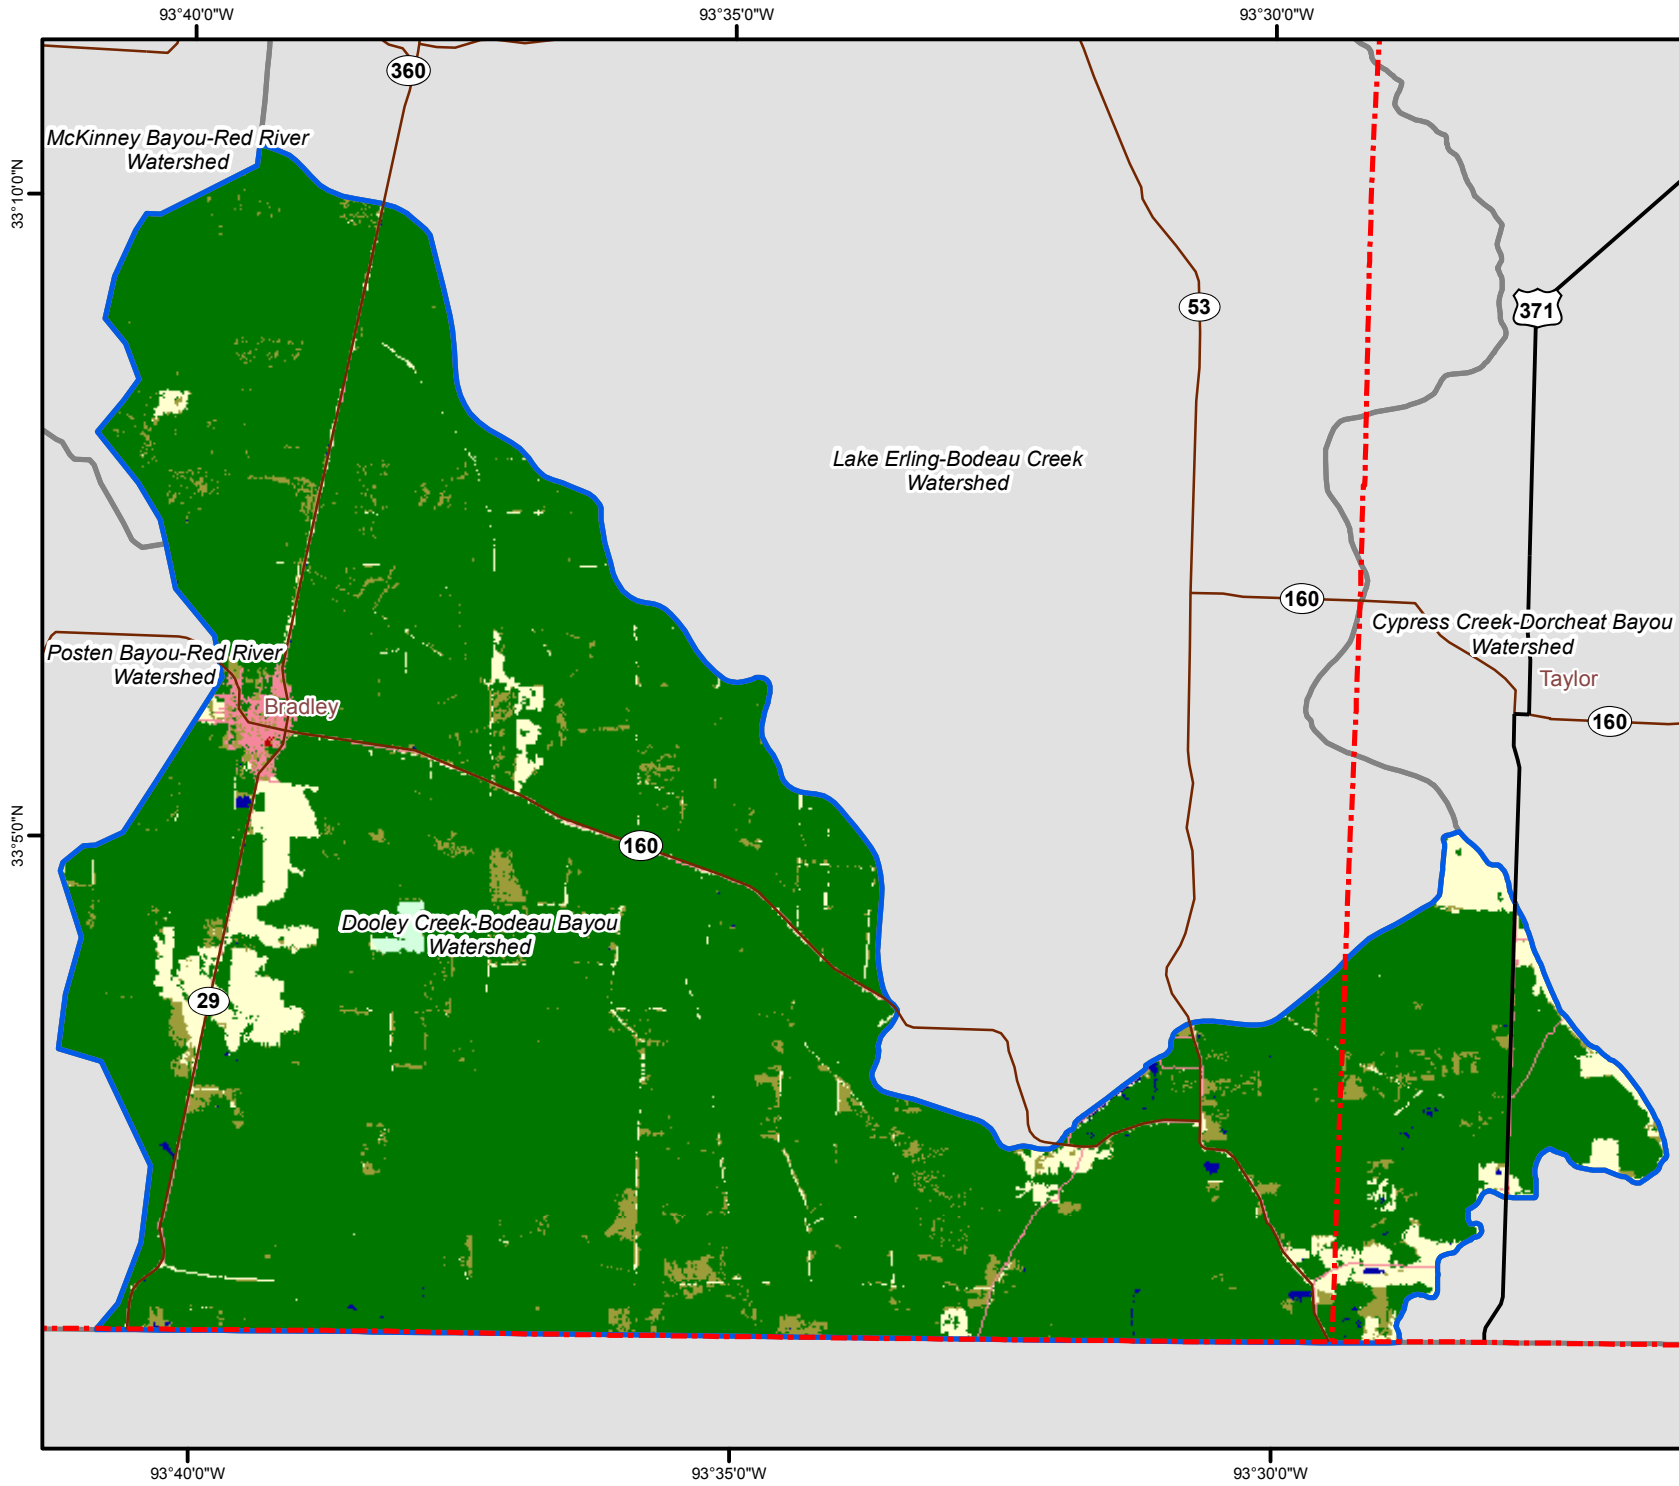 93°40'0"W
93°35'0"W
93°30'0"W
360
McKinney Bayou-Red River
Watershed
33°10'0"N
53
371
Lake Erling-Bodeau Creek
Watershed
160
Cypress Creek-Dorcheat Bayou
Watershed
Posten Bayou-Red River
Watershed
Taylor
Bradley
160
33°5'0"N
160
Dooley Creek-Bodeau Bayou
Watershed
29
93°40'0"W
93°35'0"W
93°30'0"W